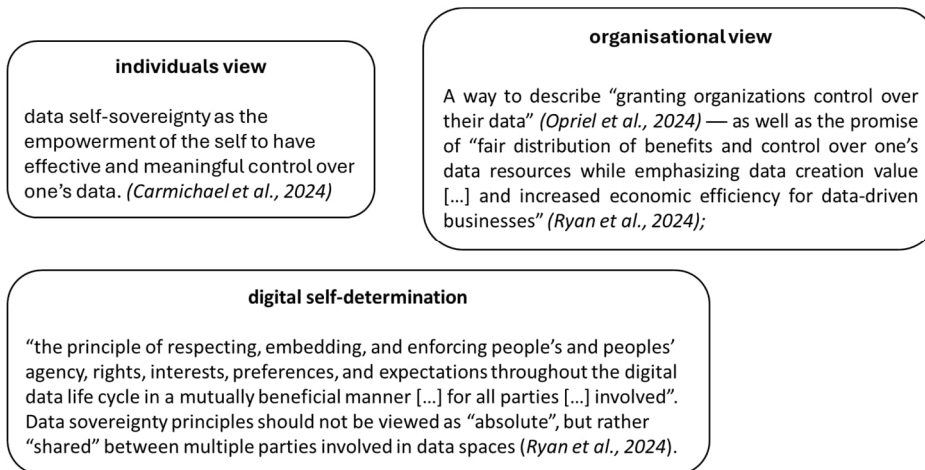 individuals view
data self-sovereignty as the
empowerment of the self to have
effective and meaningful control over
one’s data. (Carmichael et al., 2024)
organisational view
A way to describe “granting organizations control over
their data” (Opriel et al., 2024) — as well as the promise
of “fair distribution of benefits and control over one’s
data resources while emphasizing data creation value
[…] and increased economic efficiency for data-driven
businesses” (Ryan et al., 2024);
digital self-determination
“the principle of respecting, embedding, and enforcing people’s and peoples’
agency, rights, interests, preferences, and expectations throughout the digital
data life cycle in a mutually beneficial manner […] for all parties […] involved”.
Data sovereignty principles should not be viewed as “absolute”, but rather
“shared” between multiple parties involved in data spaces (Ryan et al., 2024).